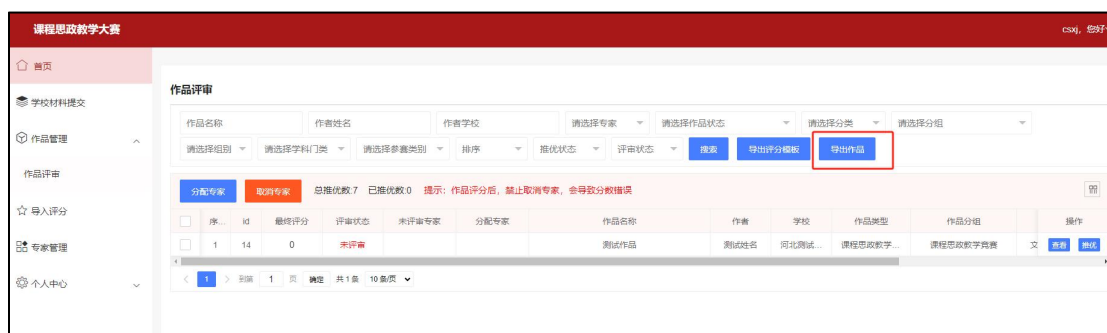 课程思政教学大赛 csxj, 您好
首页
学校材料提交
作品管理
作品评审
导入评分
专家管理
个人中心
作品评审
作品名称 作者姓名 作者学校 请选择专家 请选择作品状态 请选择分类 请选择分组
请选择组别 请选择学科门类 请选择参赛类别 排序 推优状态 评审状态 搜索 导出评分模板 导出作品
分配专家 取消专家 总推优数:7 已推优数:0 提示：作品评分后，禁止取消专家，会导致分数错误
序... id 最终评分 评审状态 未评审专家 分配专家 作品名称 作者 学校 作品类型 作品分组 操作
1 14 0 未评审 测试作品 测试姓名 河北测试... 课程思政教学... 课程思政教学竞赛 文 查看 推优
1 到第 1 页 确定 共 1 条 10 条/页